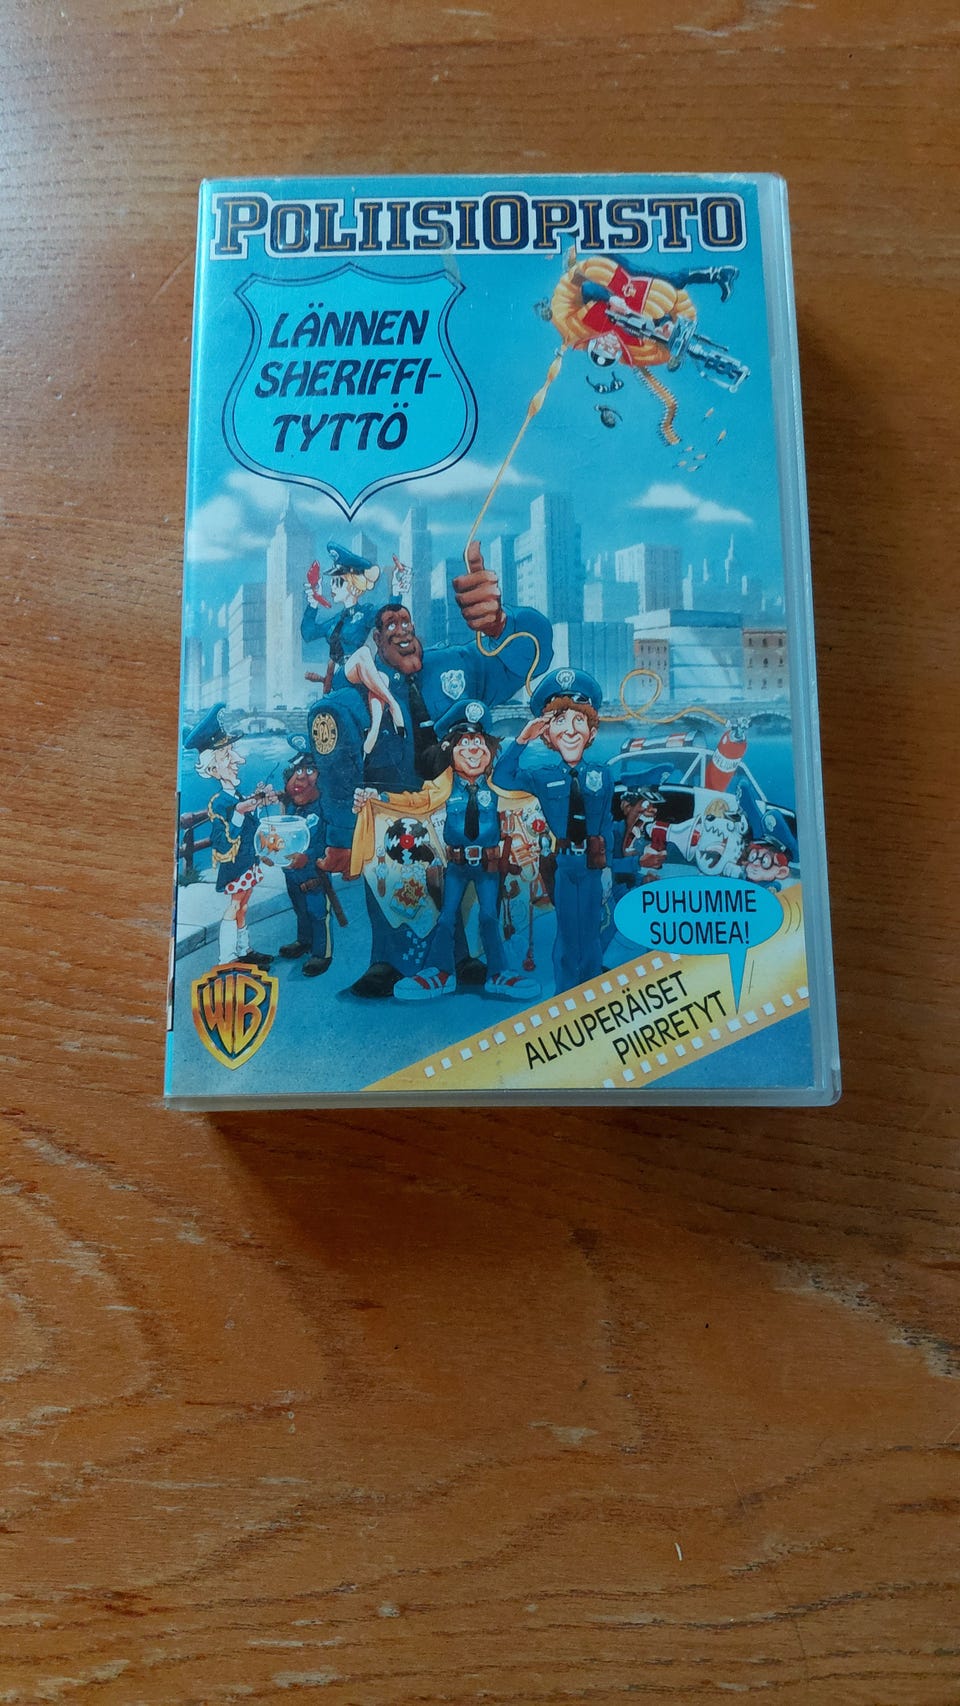 POLIISIOPISTO
LÄNNEN
SHERIFFI-
TYTTÖ
PUHUMME
SUOMEA!
ALKUPERÄISET
PIIRRETYT
WB